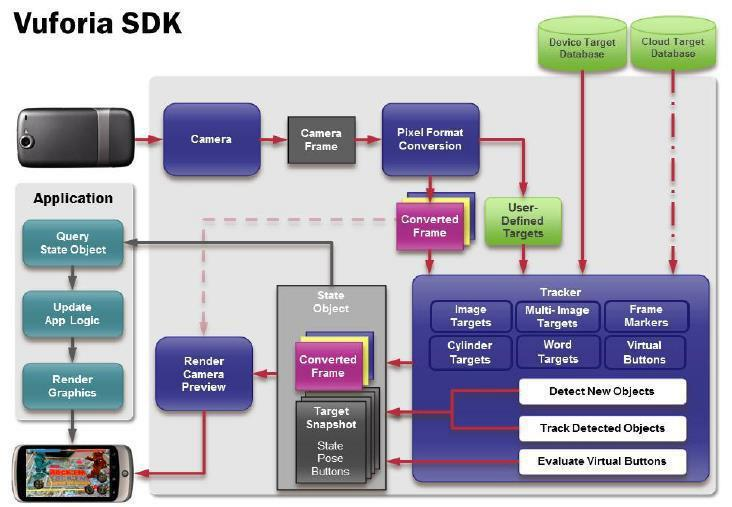 Vuforia SDK
Device Target
Database
Cloud Target
Database
Camera
Camera
Frame
Pixel Format
Conversion
Application
Query
State Object
Update
App Logic
Render
Graphics
Converted
Frame
User-
Defined
Targets
State
Object
Converted
Frame
Target
Snapshot
State
Pose
Buttons
Render
Camera
Preview
Tracker
Image
Targets
Multi-Image
Targets
Frame
Markers
Cylinder
Targets
Word
Targets
Virtual
Buttons
Detect New Objects
Track Detected Objects
Evaluate Virtual Buttons